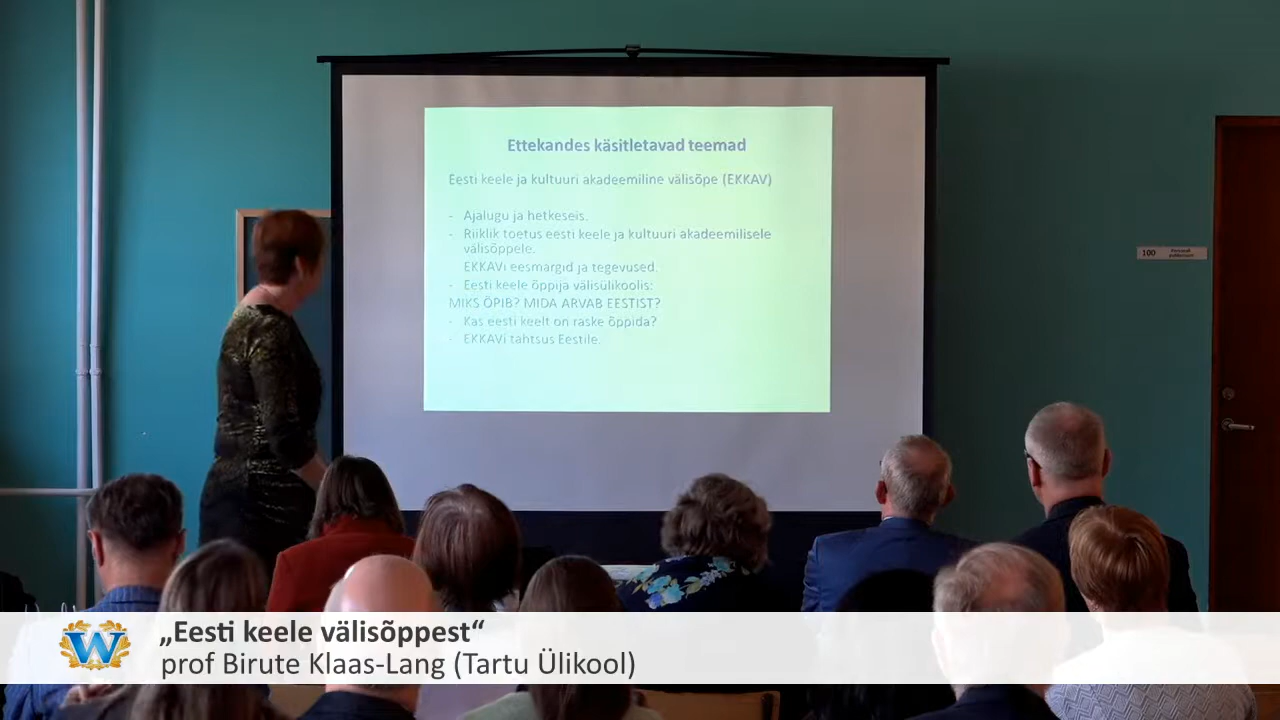 Ettekandes käsitletavad teemad
Eesti keele ja kultuuri akadeemiline välisõpe (EKKAV)
- Ajalugu ja hetkeseis.
- Riiklik toetus eesti keele ja kultuuri akadeemilisele
välisõppele.
EKKAVi eesmärgid ja tegevused.
- Eesti keele õppija välisülikoolis:
MIKS ÕPIB? MIDA ARVAB EESTIST?
- Kas eesti keelt on raske õppida?
- EKKAVi tähtsus Eestile.
100
W
„Eesti keele välisõppest“
prof Birute Klaas-Lang (Tartu Ülikool)